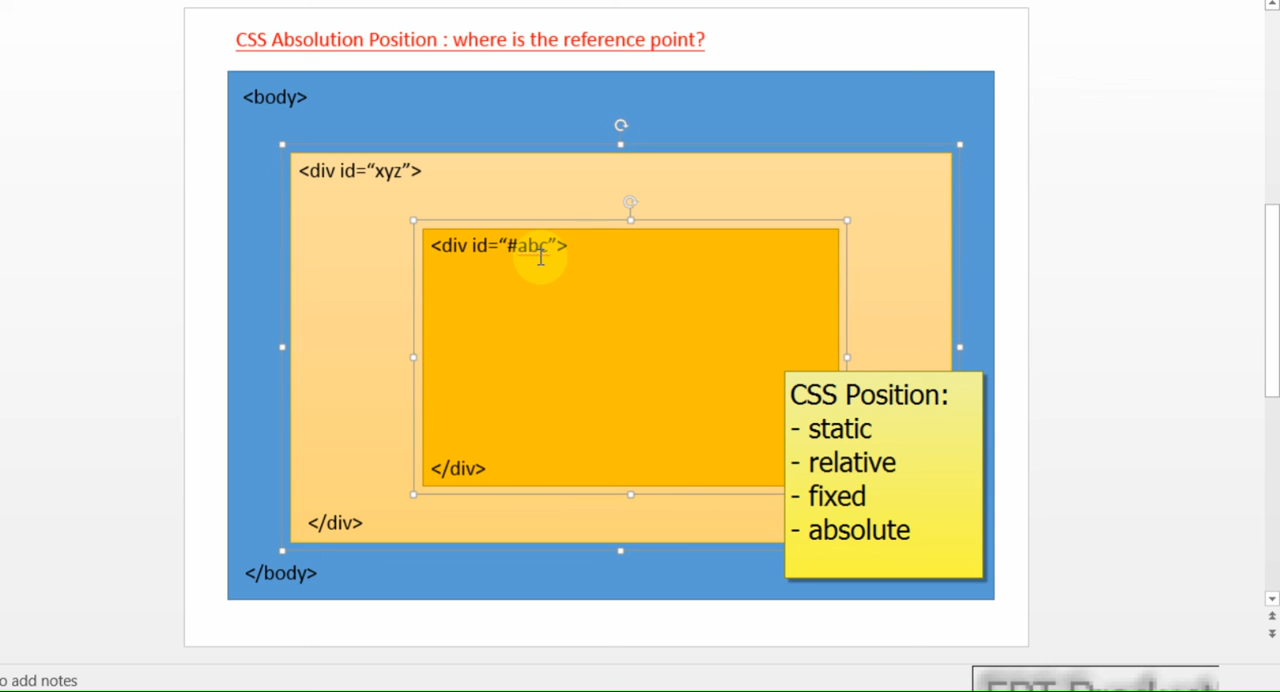 CSS Absolution Position : where is the reference point?
<body>
<div id=“xyz”>
<div id=“#abc”>
CSS Position:
- static
- relative
- fixed
- absolute
</div>
</div>
</body>
o add notes